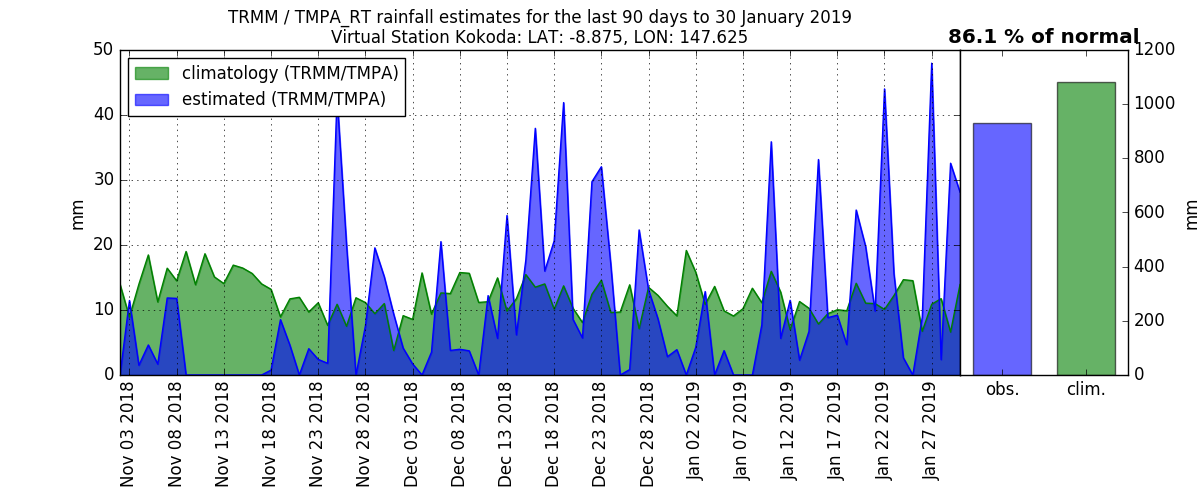 TRMM / TMPA_RT rainfall estimates for the last 90 days to 30 January 2019
Virtual Station Kokoda: LAT: -8.875, LON: 147.625
86.1 % of normal
climatology (TRMM/TMPA)
estimated (TRMM/TMPA)
50
40
30
20
10
0
mm
1200
1000
800
600
400
200
0
mm
Nov 03 2018
Nov 08 2018
Nov 13 2018
Nov 18 2018
Nov 23 2018
Nov 28 2018
Dec 03 2018
Dec 08 2018
Dec 13 2018
Dec 18 2018
Dec 23 2018
Dec 28 2018
Jan 02 2019
Jan 07 2019
Jan 12 2019
Jan 17 2019
Jan 22 2019
Jan 27 2019
obs.
clim.